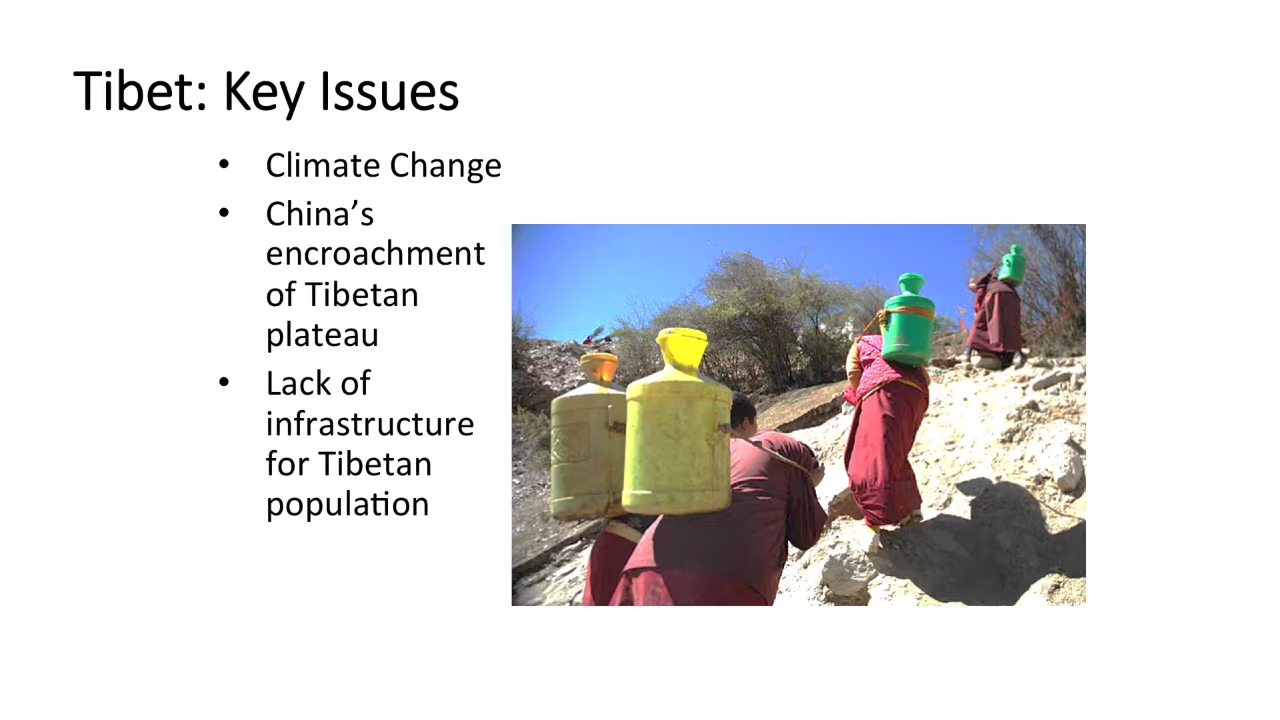 Tibet: Key Issues
• Climate Change
• China’s
encroachment
of Tibetan
plateau
• Lack of
infrastructure
for Tibetan
population